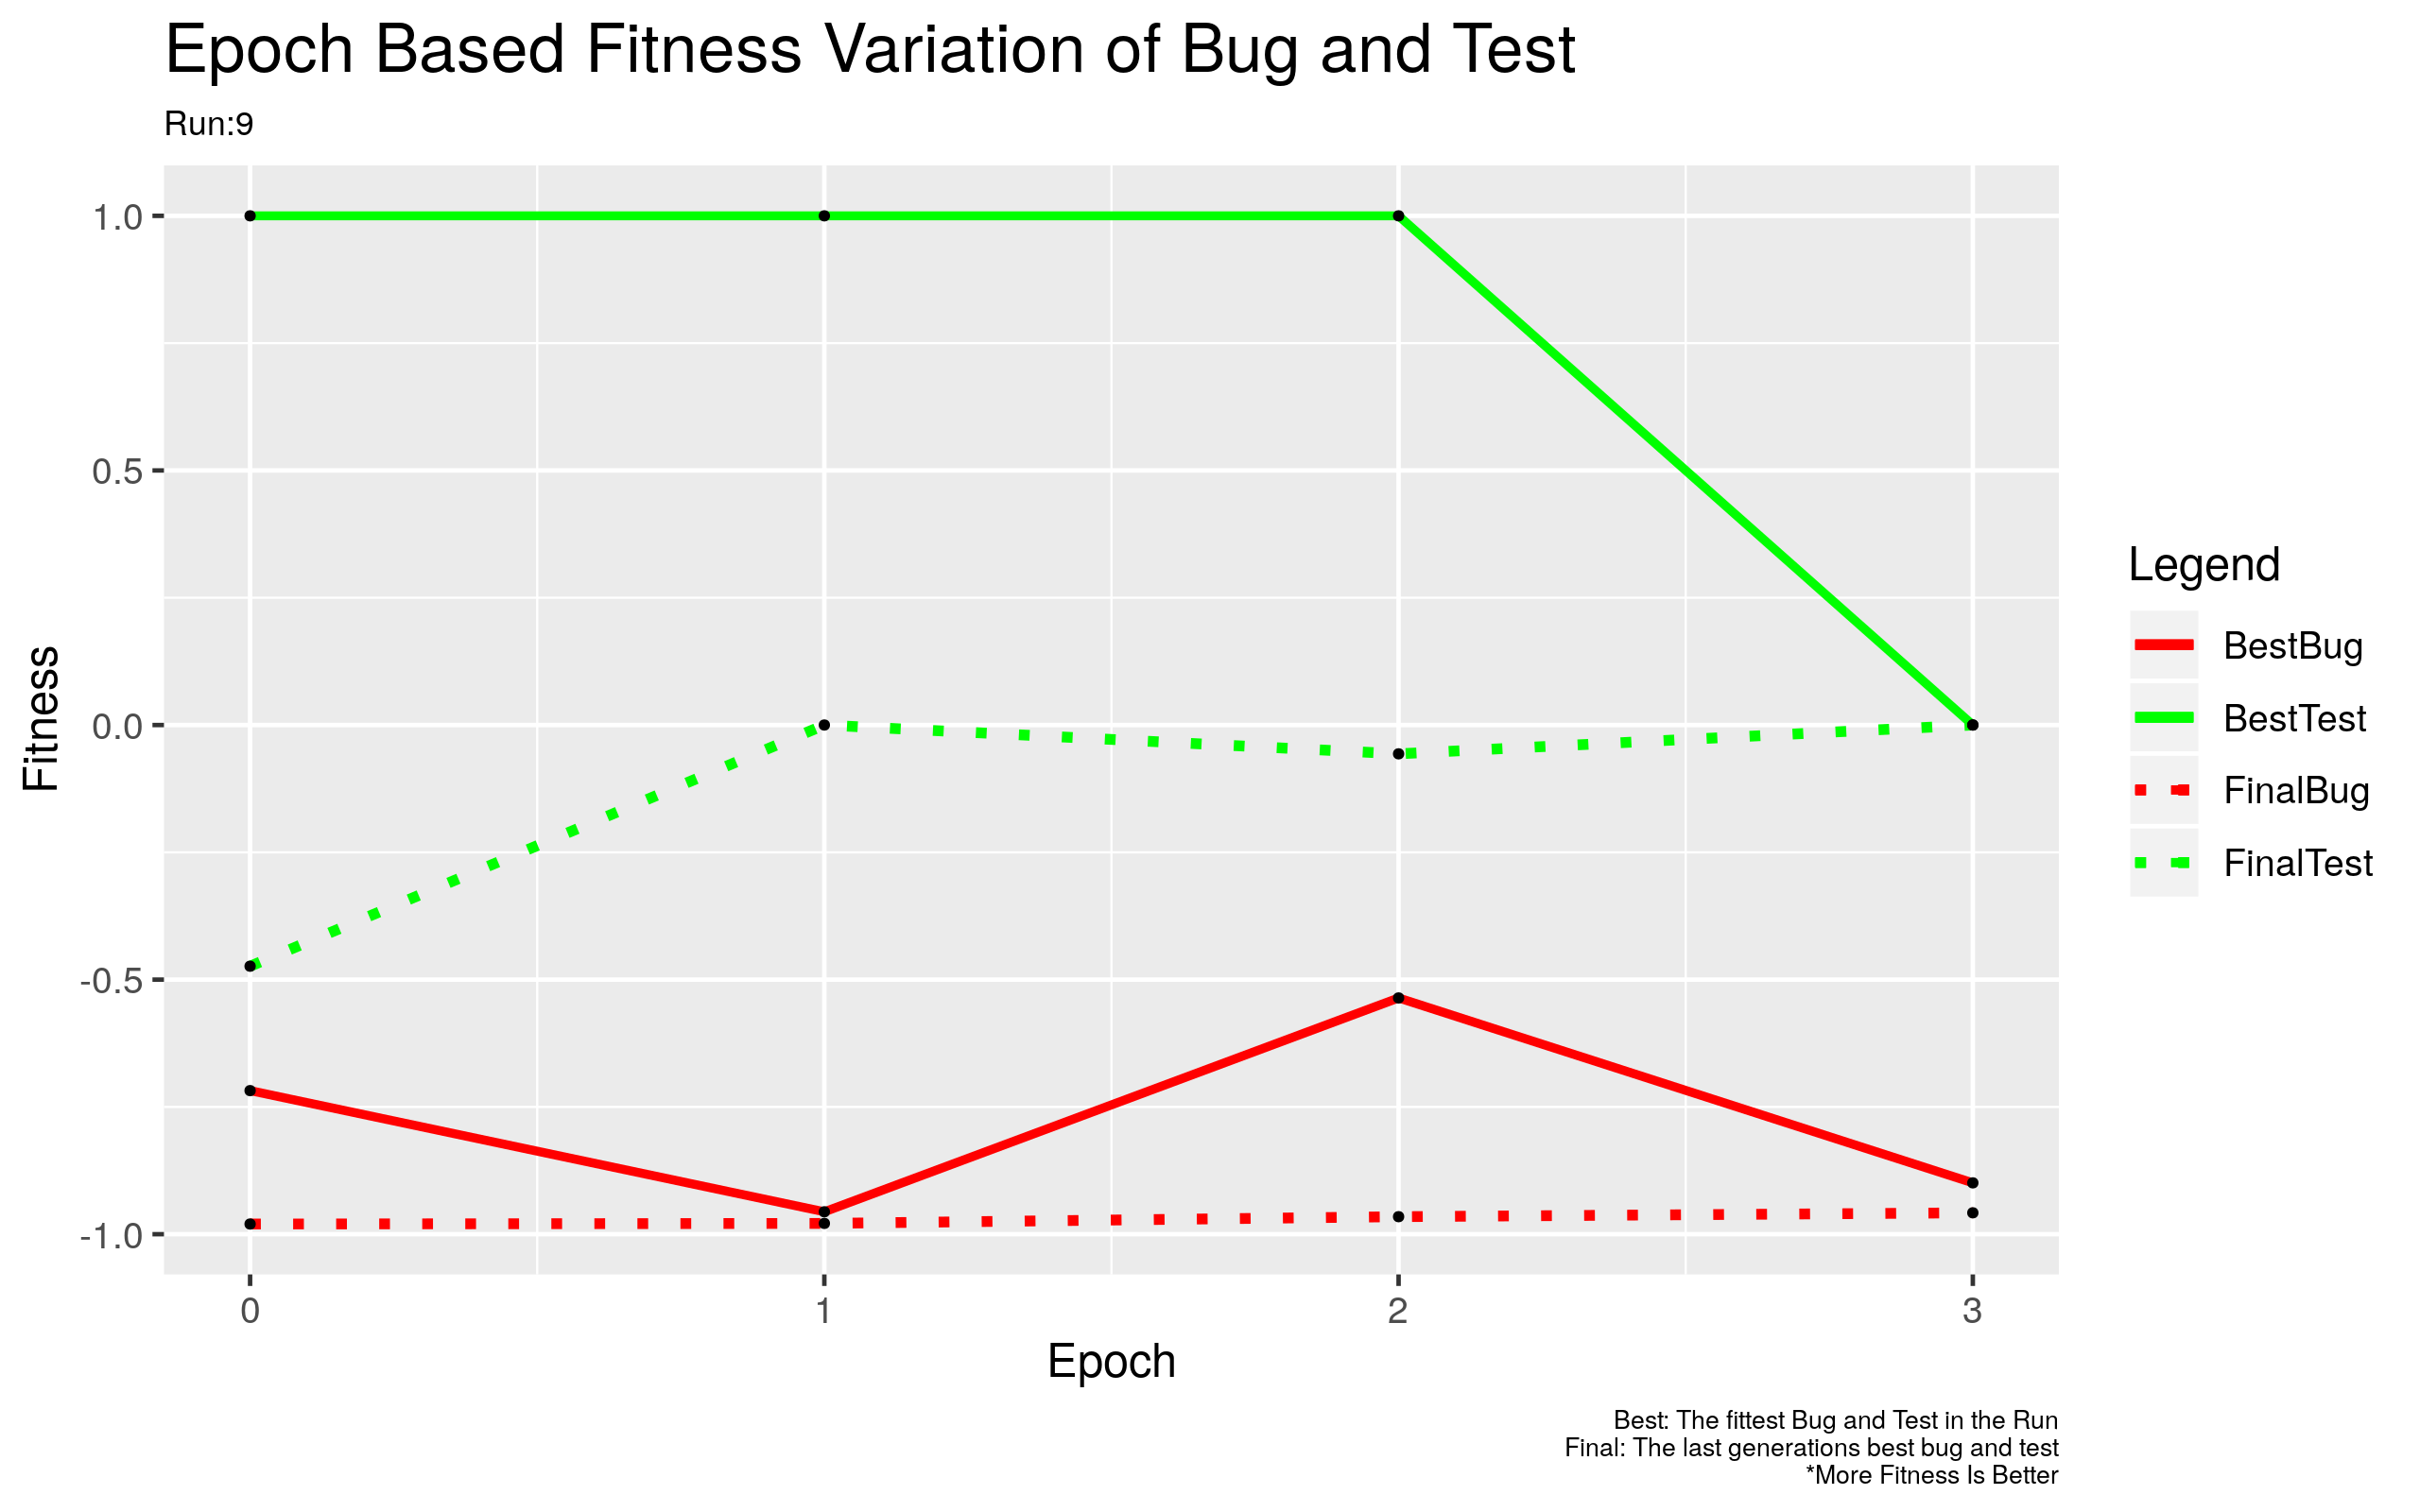 Epoch Based Fitness Variation of Bug and Test
Run:9
Fitness
1.0
0.5
0.0
-0.5
-1.0
0
1
2
3
Epoch
Legend
BestBug
BestTest
FinalBug
FinalTest
Best: The fittest Bug and Test in the Run
Final: The last generations best bug and test
*More Fitness Is Better